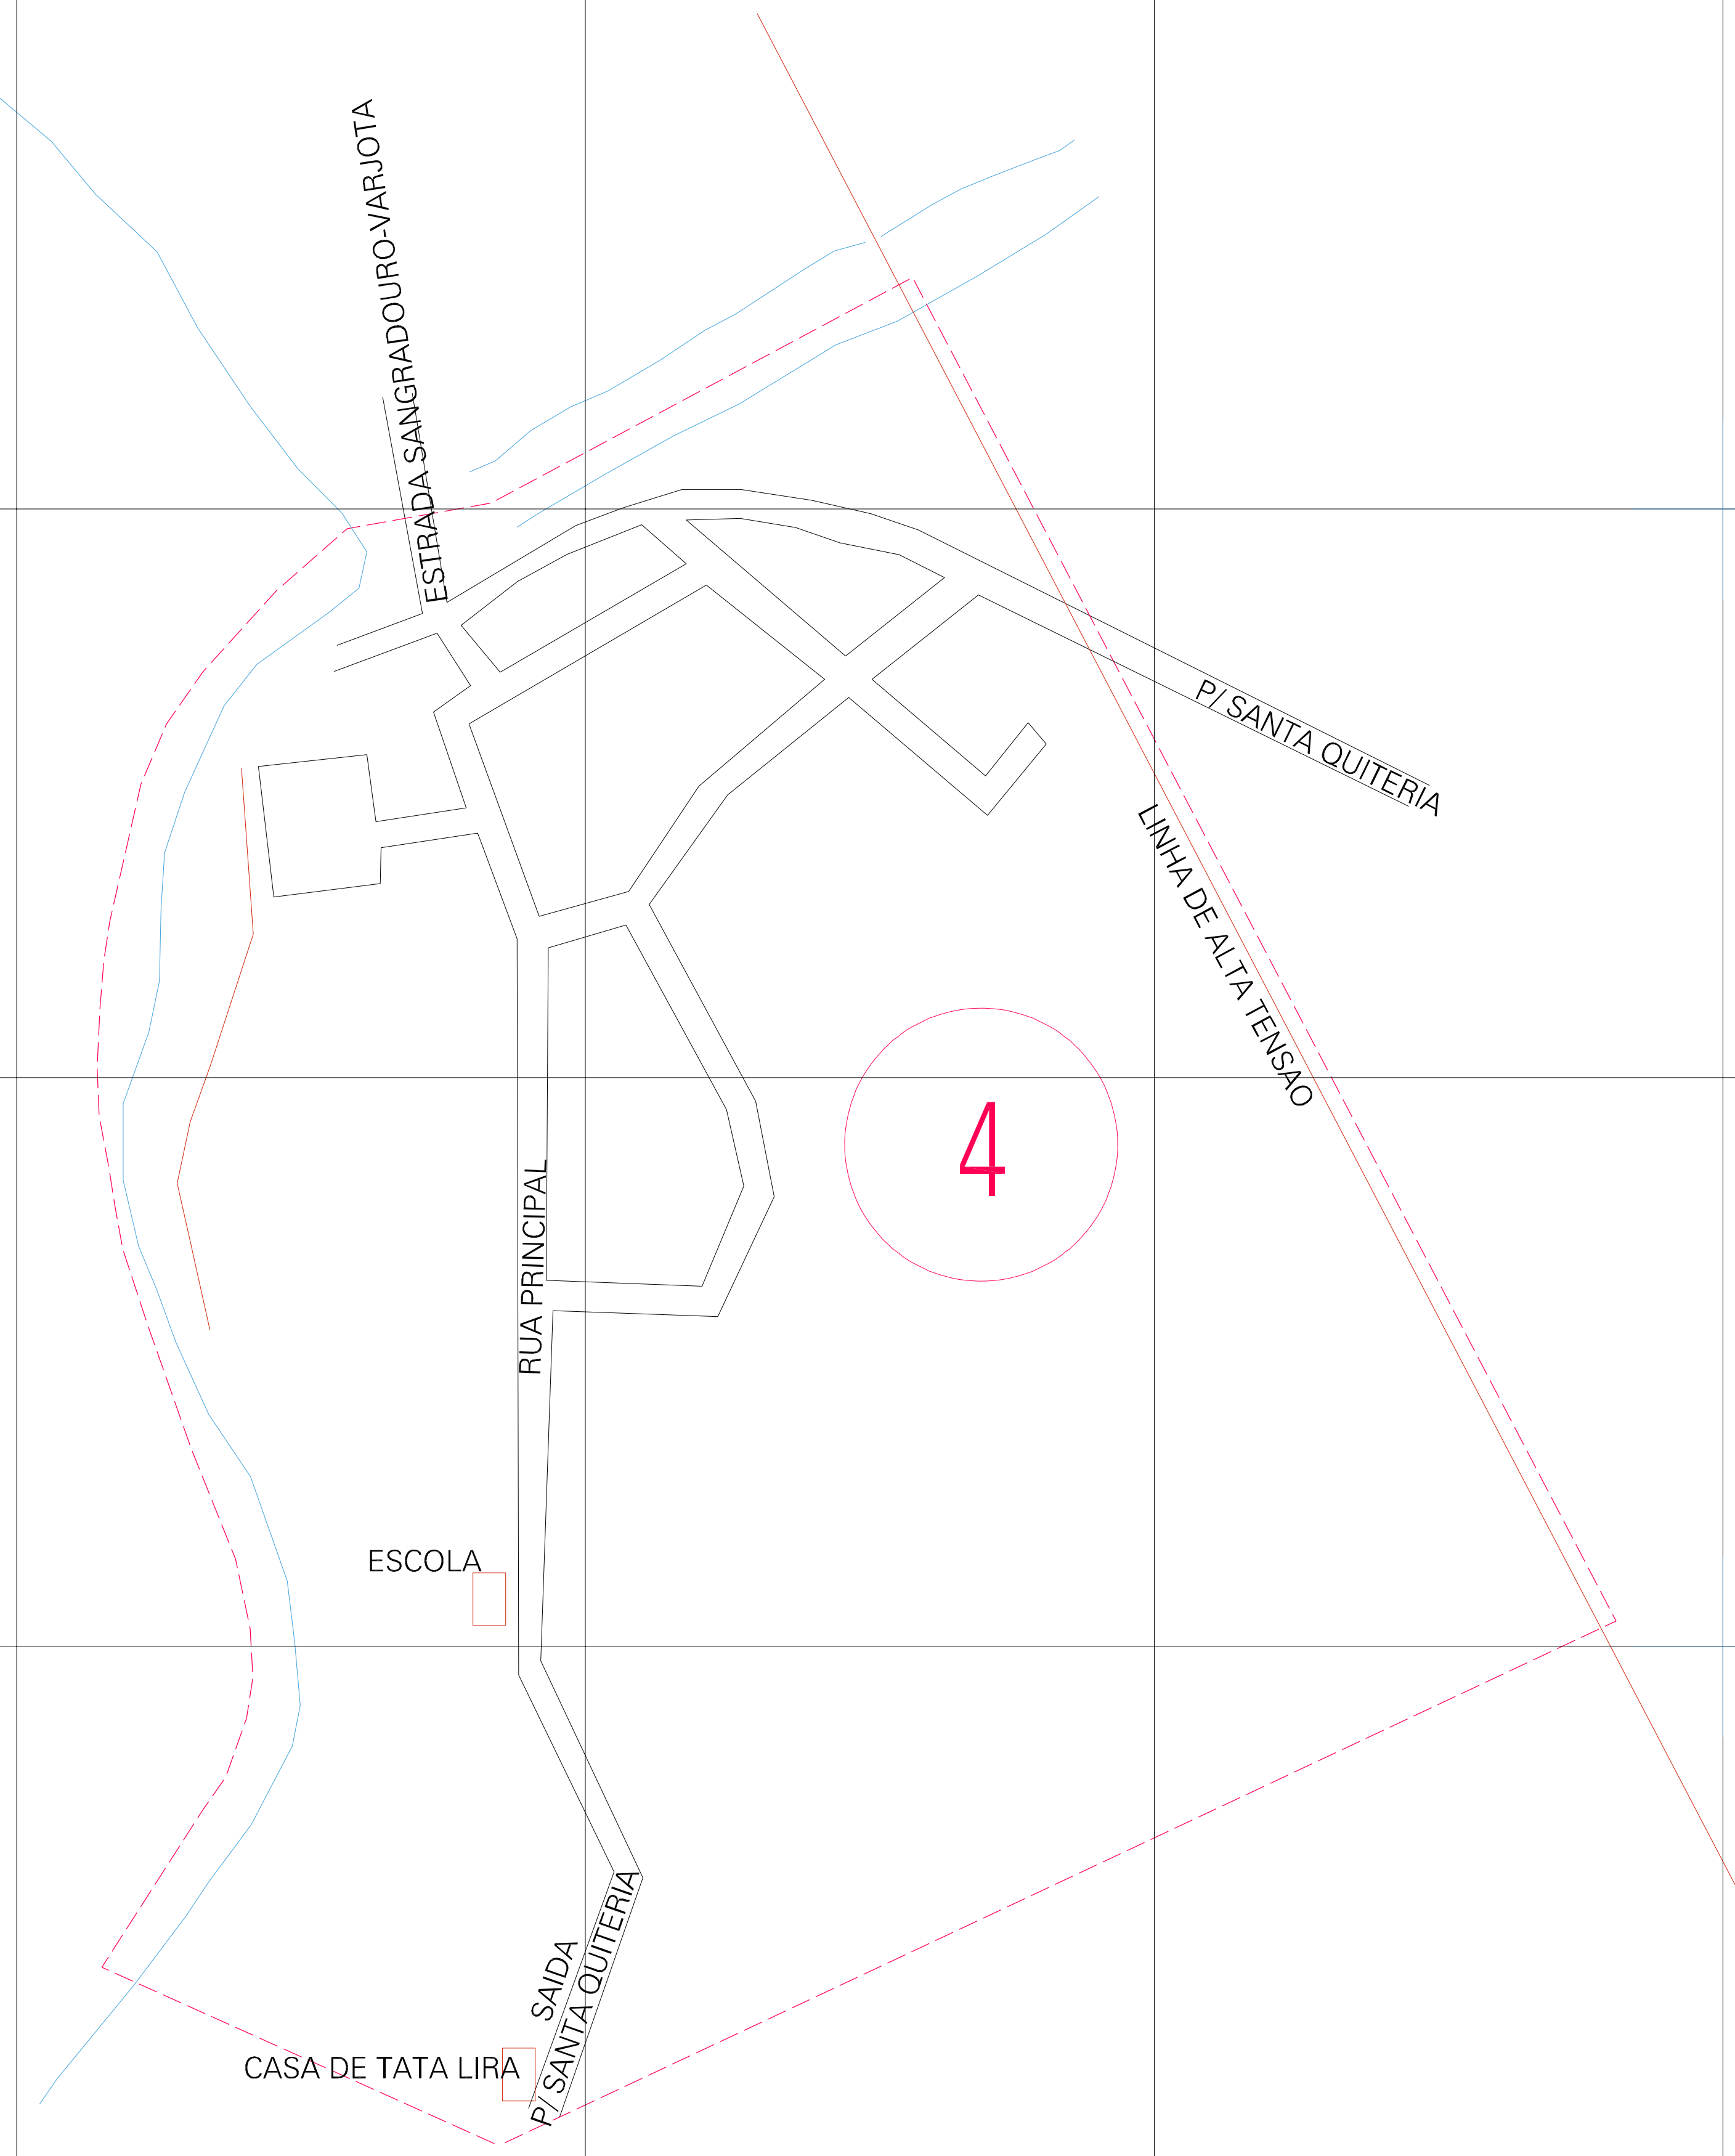 ESTRADA SANGRADOURO-VARJOTA
P/ SANTA QUITERIA
LINHA DE ALTA TENSAO
4
RUA PRINCIPAL
ESCOLA
SAIDA
P/ SANTA QUITERIA
CASA DE TATA LIRA